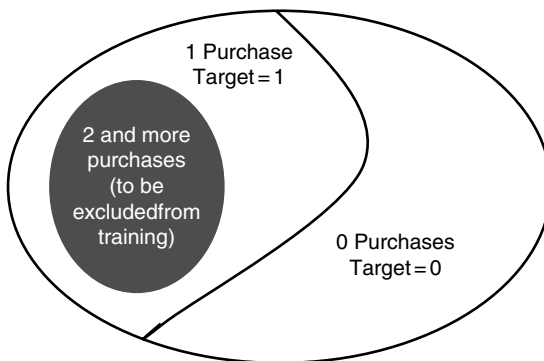 1 Purchase
Target = 1
2 and more
purchases
(to be
excludedfrom
training)
0 Purchases
Target = 0